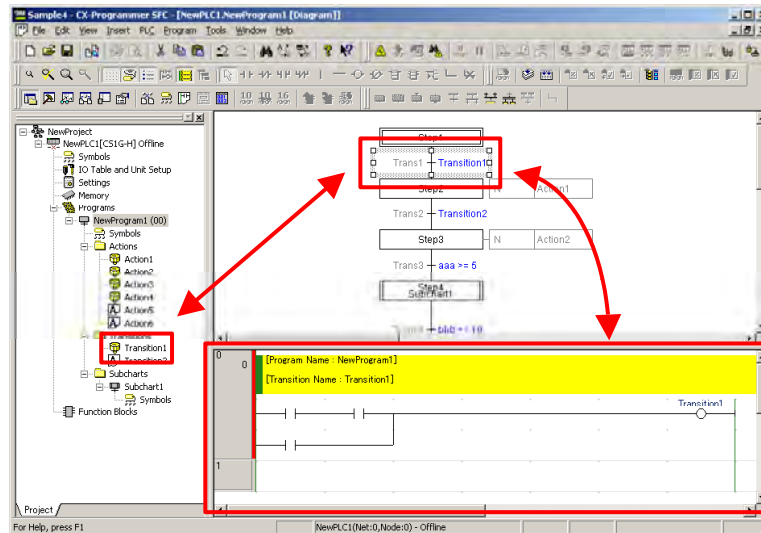 Sample4 - CX-Programmer SFC - [NewPLC1.NewProgram1 [Diagram]]
File Edit View Insert PLC Program Tools Window Help
10 10 16
NewProject
NewPLC1[CS1G-H] Offline
Symbols
IO Table and Unit Setup
Settings
Memory
Programs
NewProgram1 (00)
Symbols
Actions
Action1
Action2
Action3
Action4
Action5
Action6
Transitions
Transition1
Transition2
Subcharts
Subchart1
Symbols
Function Blocks
Project
Step1
Trans1 Transition1
Step2 N Action1
Trans2 Transition2
Step3 N Action2
Trans3 aaa >= 5
Step4
Subchart1
0 0
[Program Name : NewProgram1]
[Transition Name : Transition1]
Transition1
1
For Help, press F1
NewPLC1(Net:0,Node:0) - Offline